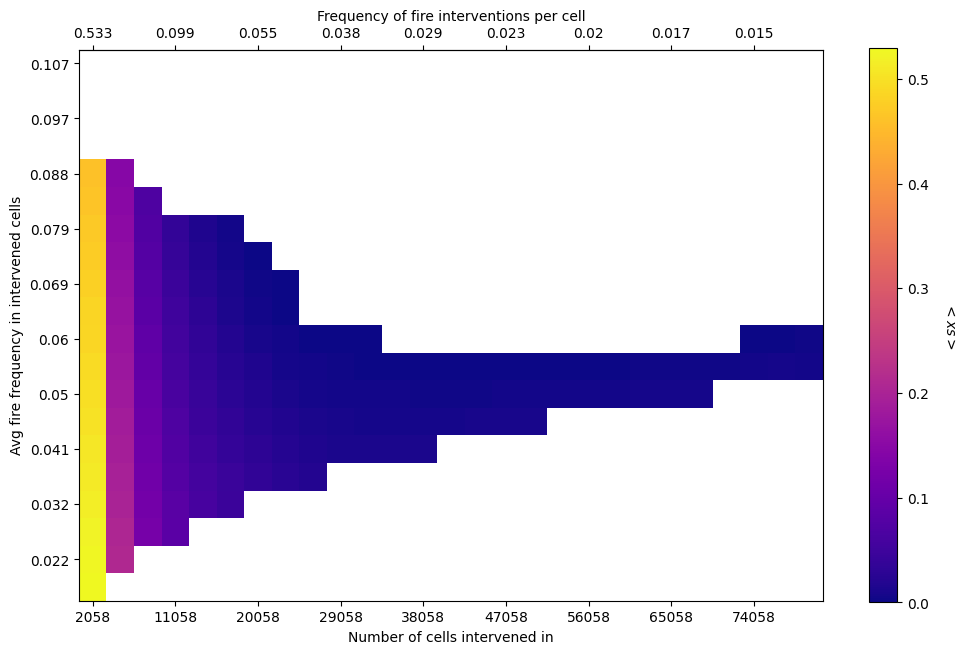 Frequency of fire interventions per cell
0.533 0.099 0.055 0.038 0.029 0.023 0.02 0.017 0.015
Avg fire frequency in intervened cells
0.107
0.097
0.088
0.079
0.069
0.06
0.05
0.041
0.032
0.022
2058 11058 20058 29058 38058 47058 56058 65058 74058
Number of cells intervened in
0.5
0.4
0.3
0.2
0.1
0.0
< sx >